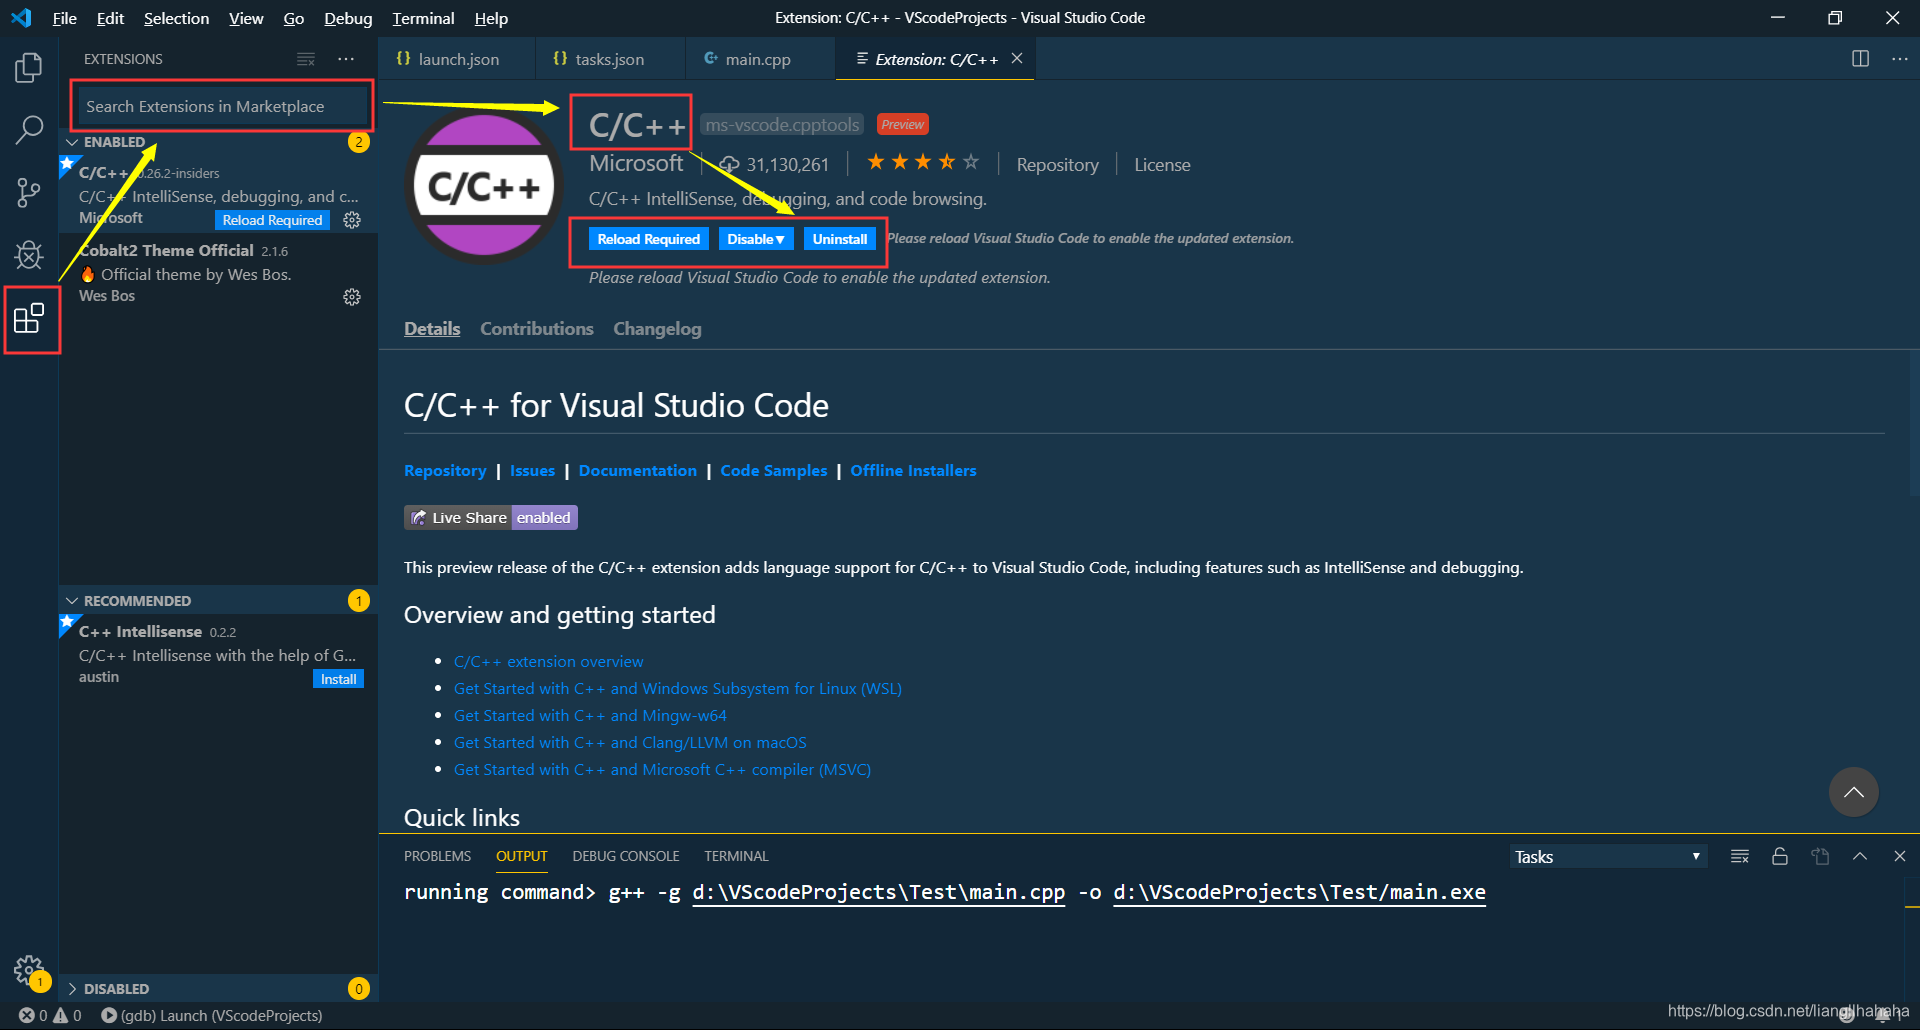 File Edit Selection View Go Debug Terminal Help
Extension: C/C++ - VScodeProjects - Visual Studio Code
EXTENSIONS
Search Extensions in Marketplace
ENABLED 2
C/C++ 0.26.2-insiders
C/C++ IntelliSense, debugging, and c...
Microsoft Reload Required
Cobalt2 Theme Official 2.1.6
🔥 Official theme by Wes Bos.
Wes Bos
RECOMMENDED 1
C++ Intellisense 0.2.2
C/C++ Intellisense with the help of G...
austin Install
DISABLED 0
{} launch.json {} tasks.json main.cpp Extension: C/C++
C/C++
C/C++ ms-vscode.cpptools Preview
Microsoft 31,130,261 Repository License
C/C++ IntelliSense, debugging, and code browsing.
Reload Required Disable▼ Uninstall Please reload Visual Studio Code to enable the updated extension.
Please reload Visual Studio Code to enable the updated extension.
Details Contributions Changelog
C/C++ for Visual Studio Code
Repository | Issues | Documentation | Code Samples | Offline Installers
Live Share enabled
This preview release of the C/C++ extension adds language support for C/C++ to Visual Studio Code, including features such as IntelliSense and debugging.
Overview and getting started
• C/C++ extension overview
• Get Started with C++ and Windows Subsystem for Linux (WSL)
• Get Started with C++ and Mingw-w64
• Get Started with C++ and Clang/LLVM on macOS
• Get Started with C++ and Microsoft C++ compiler (MSVC)
Quick links
PROBLEMS OUTPUT DEBUG CONSOLE TERMINAL Tasks
running command> g++ -g d:\VScodeProjects\Test\main.cpp -o d:\VScodeProjects\Test/main.exe
1
0 0 (gdb) Launch (VScodeProjects)
1